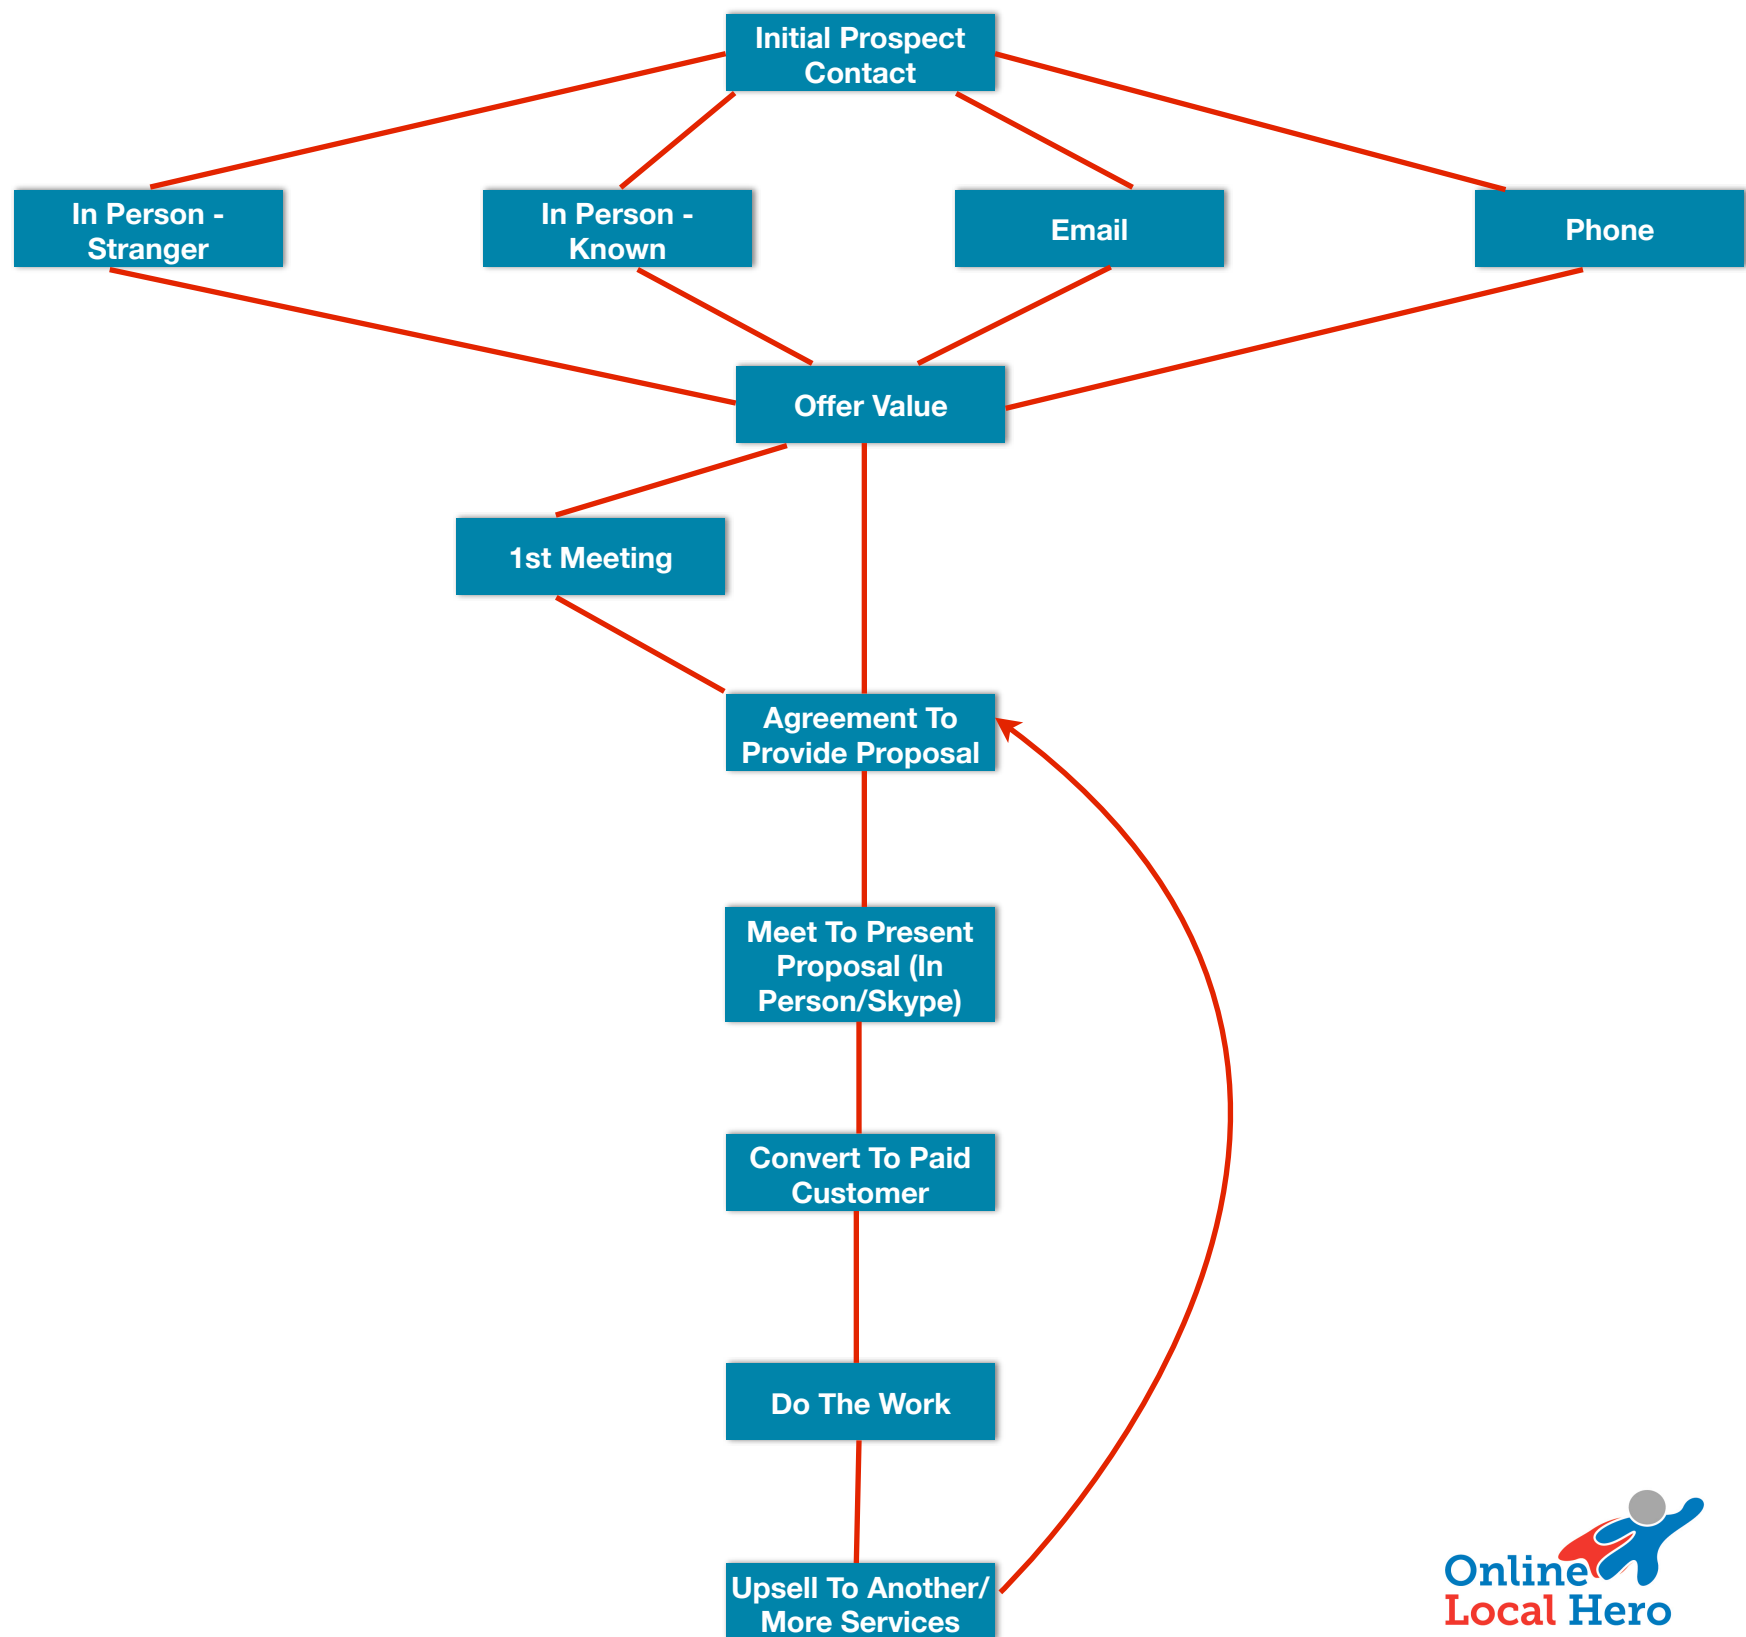 Initial Prospect
Contact
In Person -
Stranger
In Person -
Known
Email
Phone
Offer Value
1st Meeting
Agreement To
Provide Proposal
Meet To Present
Proposal (In
Person/Skype)
Convert To Paid
Customer
Do The Work
Upsell To Another/
More Services
Online
Local Hero